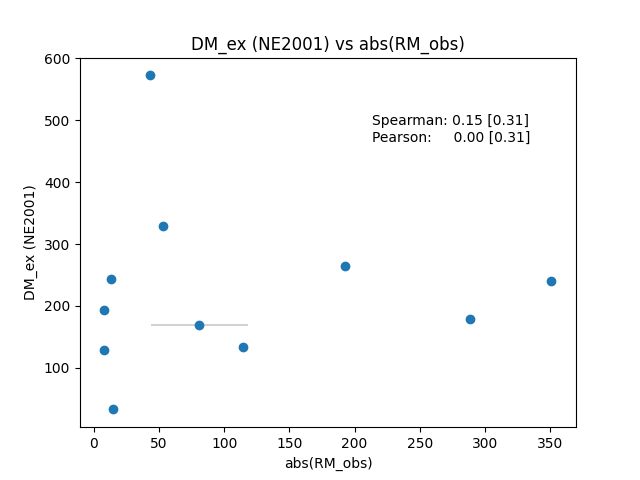 DM_ex (NE2001) vs abs(RM_obs)
600
500
400
300
200
100
DM_ex (NE2001)
Spearman: 0.15 [0.31]
Pearson: 0.00 [0.31]
0 50 100 150 200 250 300 350
abs(RM_obs)